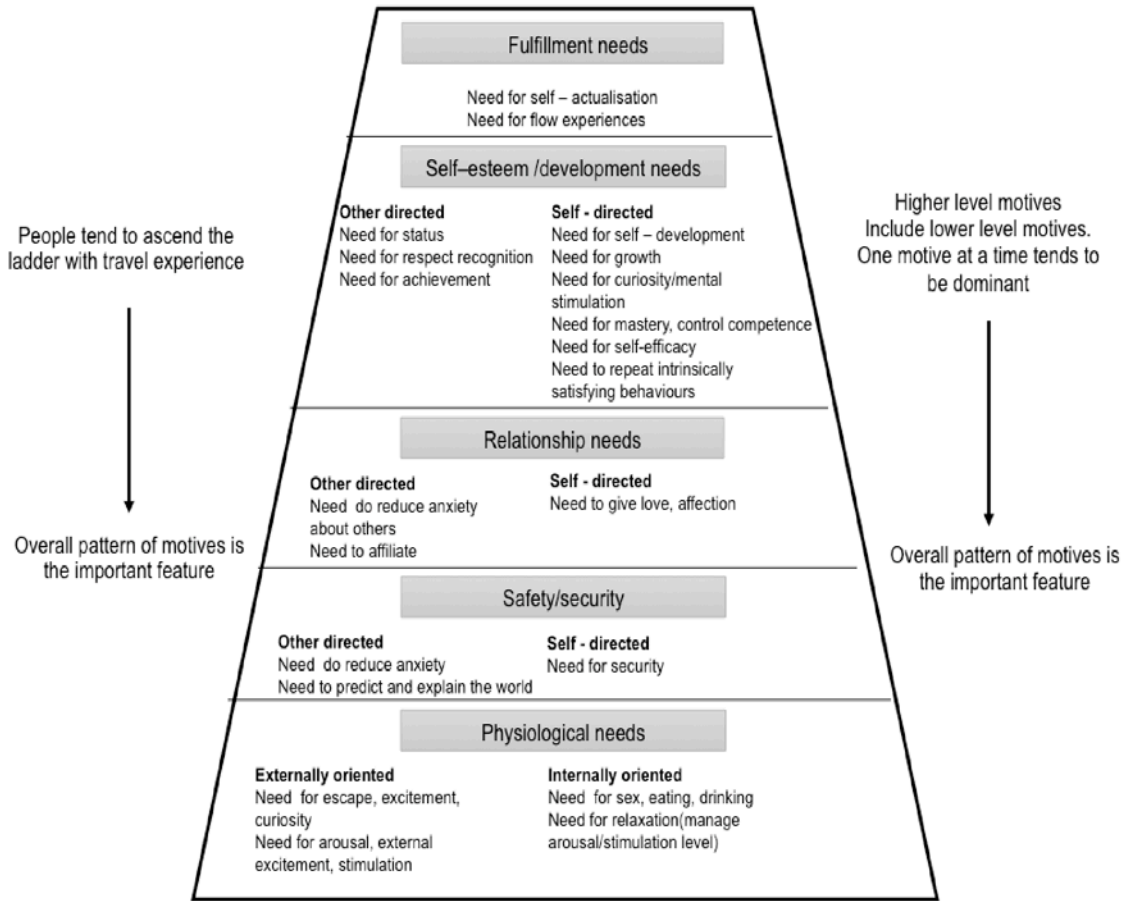 Fulfillment needs
Need for self – actualisation
Need for flow experiences
Self–esteem /development needs
Other directed
Need for status
Need for respect recognition
Need for achievement
Self - directed
Need for self – development
Need for growth
Need for curiosity/mental
stimulation
Need for mastery, control competence
Need for self-efficacy
Need to repeat intrinsically
satisfying behaviours
People tend to ascend the
ladder with travel experience
Overall pattern of motives is
the important feature
Higher level motives
Include lower level motives.
One motive at a time tends to
be dominant
Overall pattern of motives is
the important feature
Relationship needs
Other directed
Need do reduce anxiety
about others
Need to affiliate
Self - directed
Need to give love, affection
Safety/security
Other directed
Need do reduce anxiety
Need to predict and explain the world
Self - directed
Need for security
Physiological needs
Externally oriented
Need for escape, excitement,
curiosity
Need for arousal, external
excitement, stimulation
Internally oriented
Need for sex, eating, drinking
Need for relaxation(manage
arousal/stimulation level)